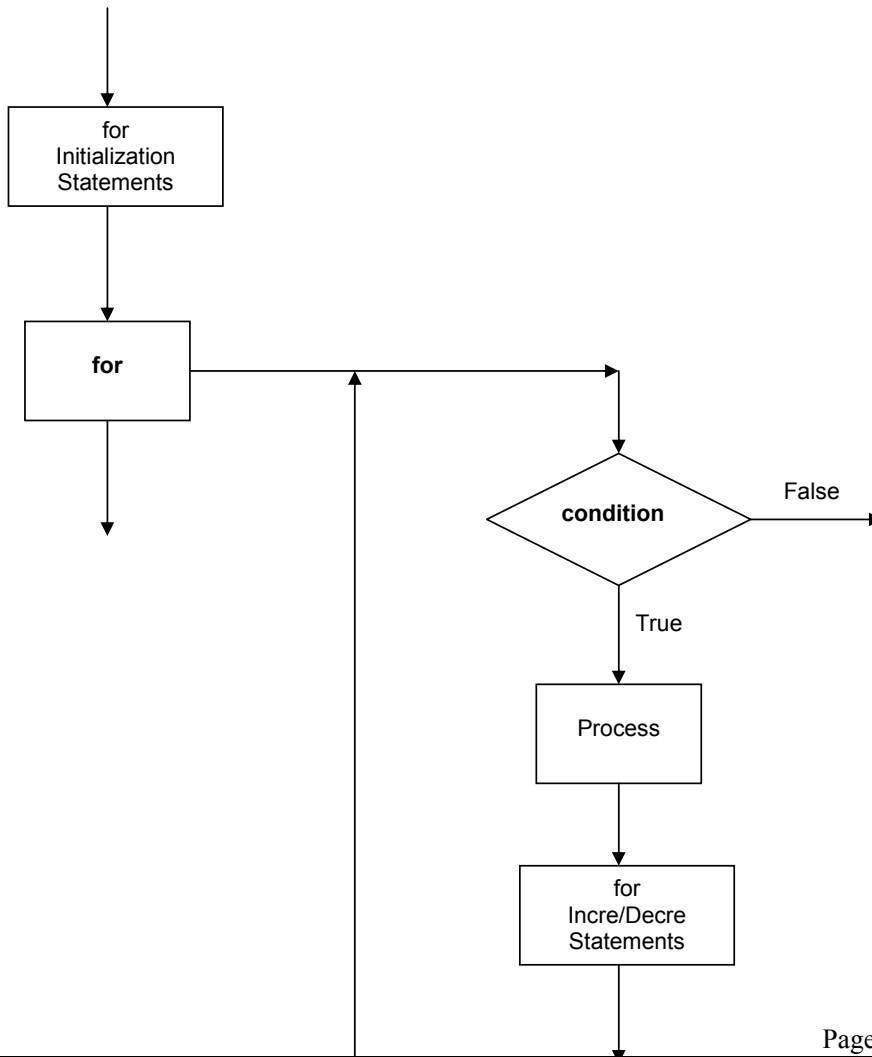 for
Initialization
Statements
for
condition
False
True
Process
for
Incre/Decre
Statements
Page